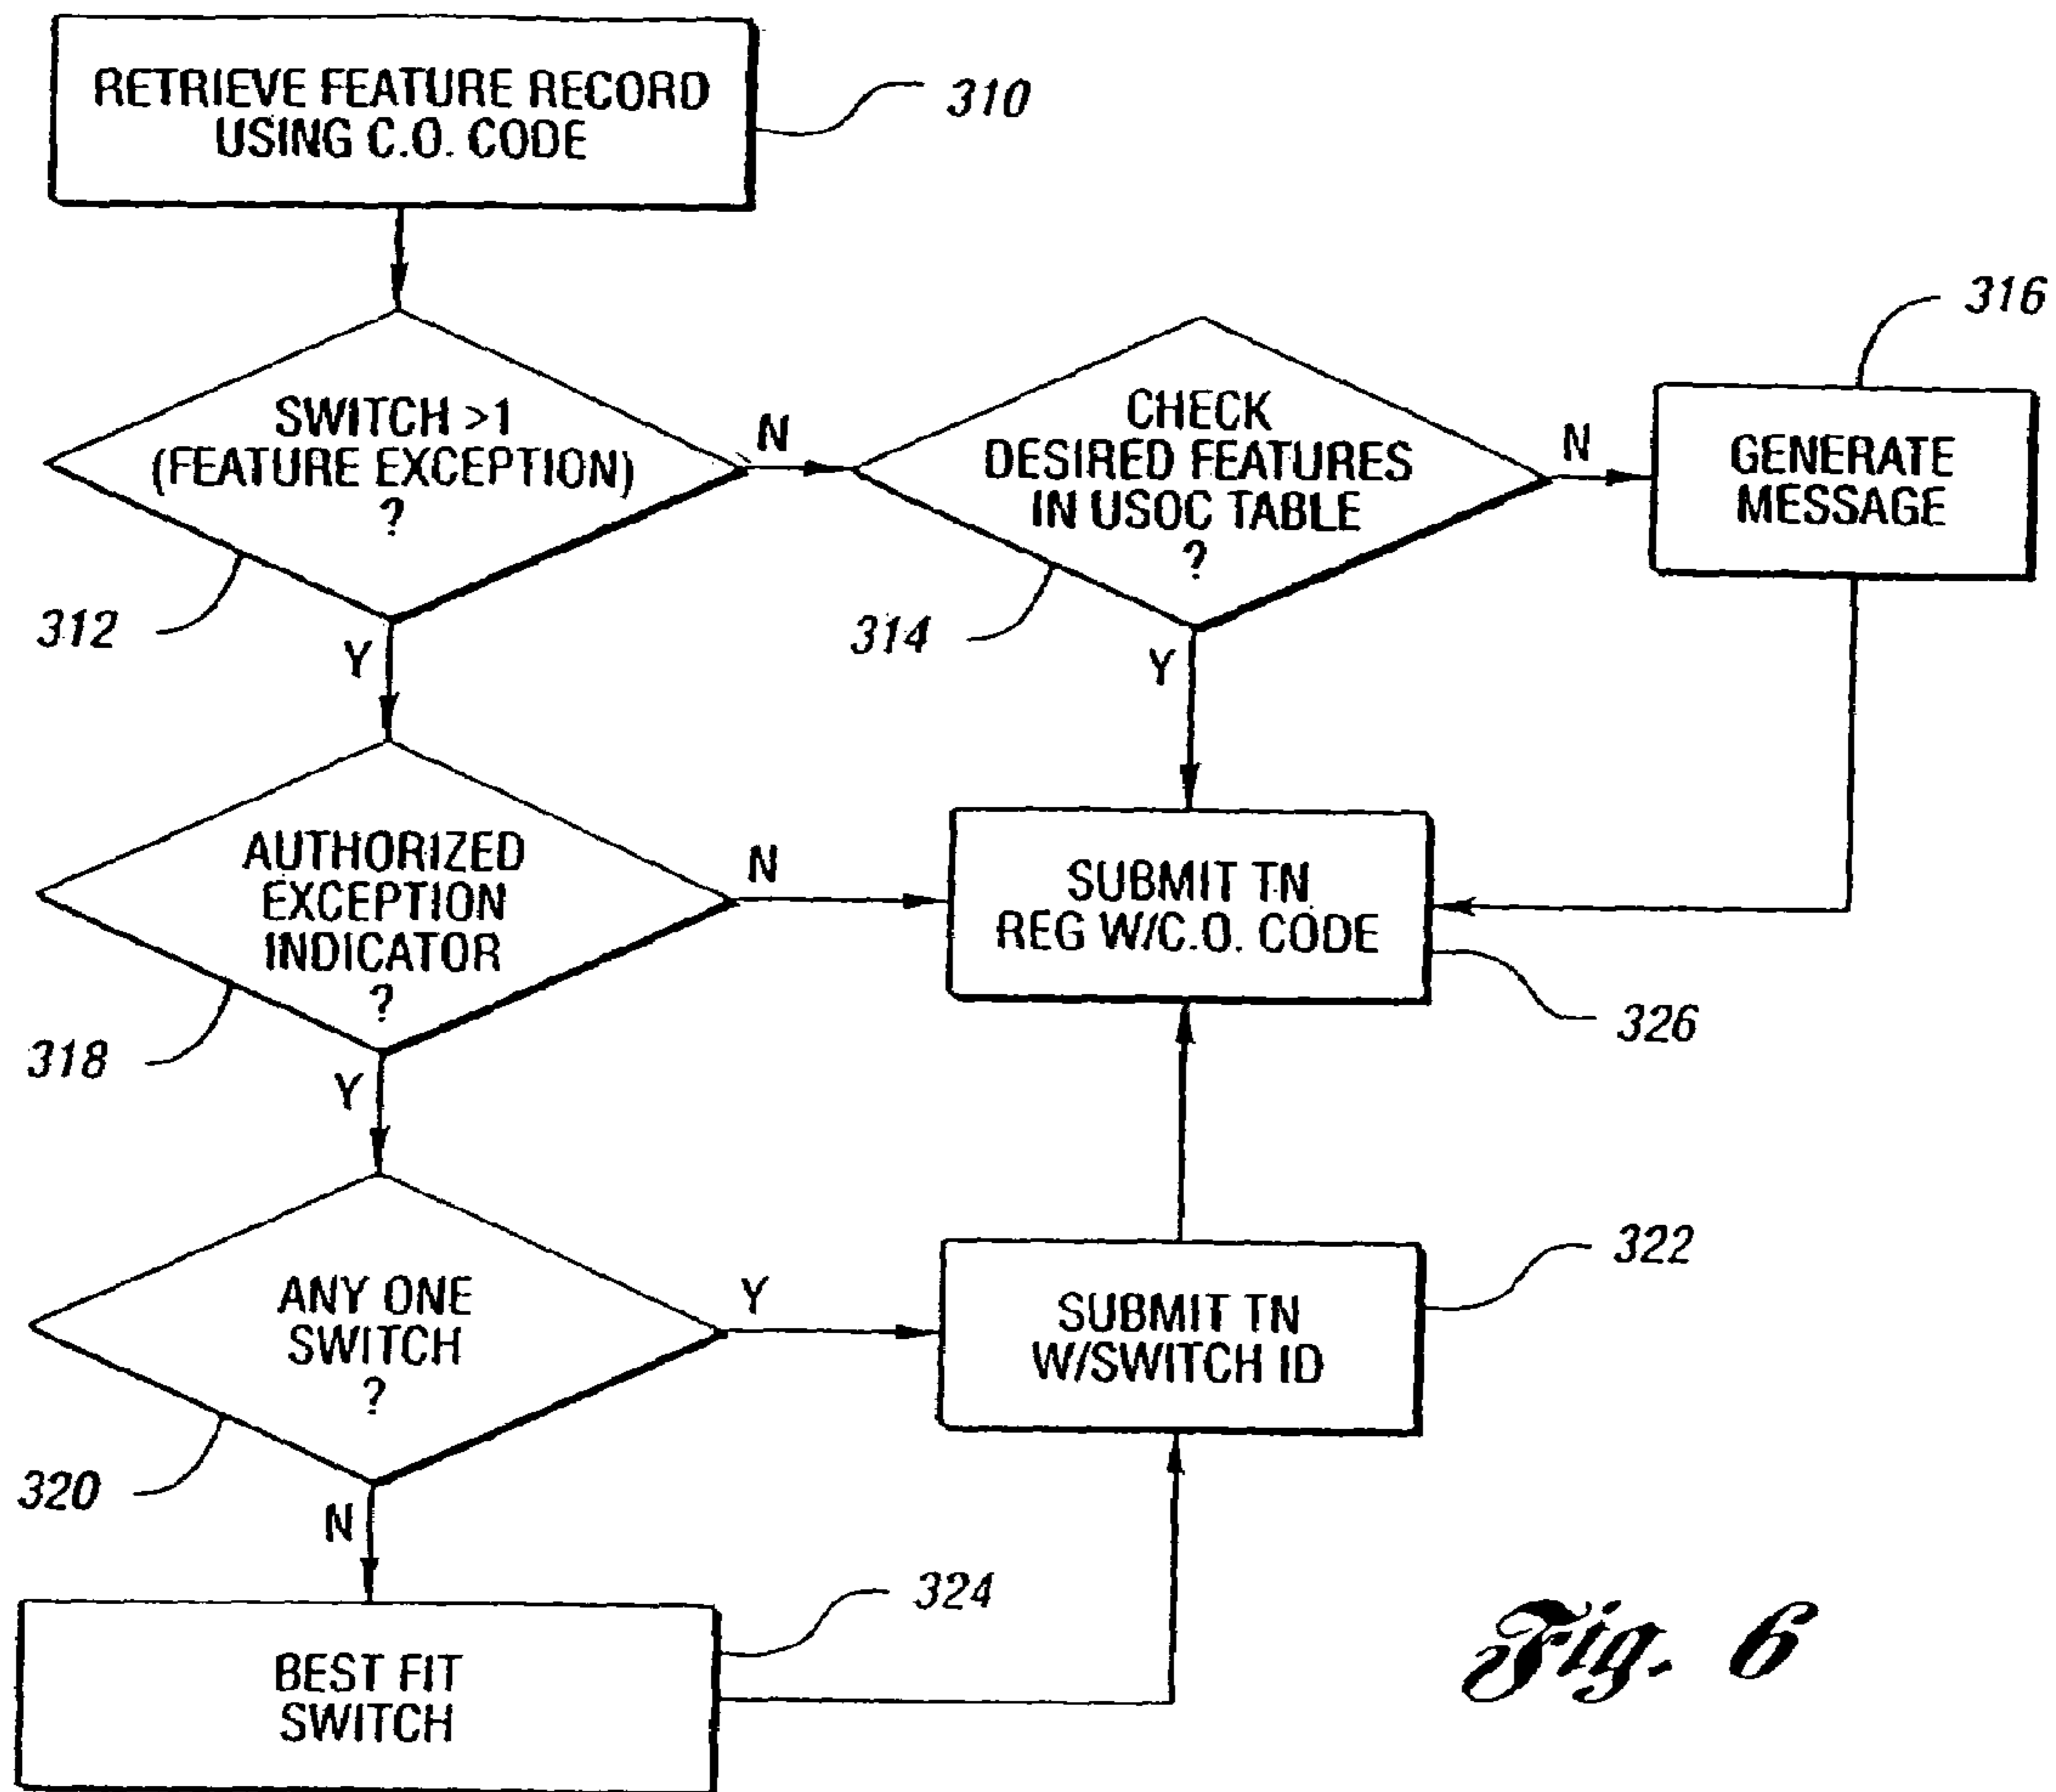 RETRIEVE FEATURE RECORD
USING C.O. CODE
310
SWITCH >1
(FEATURE EXCEPTION)
?
312
N
Y
CHECK
DESIRED FEATURES
IN USOC TABLE
?
314
N
Y
316
GENERATE
MESSAGE
AUTHORIZED
EXCEPTION
INDICATOR
?
318
N
Y
SUBMIT TN
REG W/C.O. CODE
326
ANY ONE
SWITCH
?
320
Y
N
SUBMIT TN
W/SWITCH ID
322
BEST FIT
SWITCH
324
Fig. 6